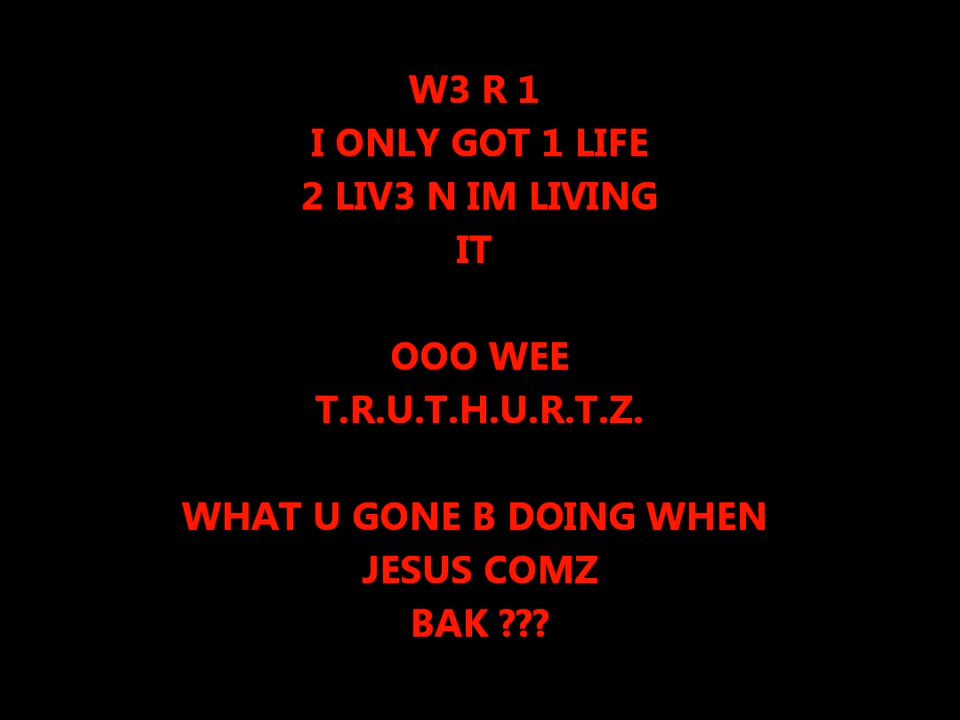 W3 R 1
I ONLY GOT 1 LIFE
2 LIV3 N IM LIVING
IT
OOO WEE
T.R.U.T.H.U.R.T.Z.
WHAT U GONE B DOING WHEN
JESUS COMZ
BAK ???